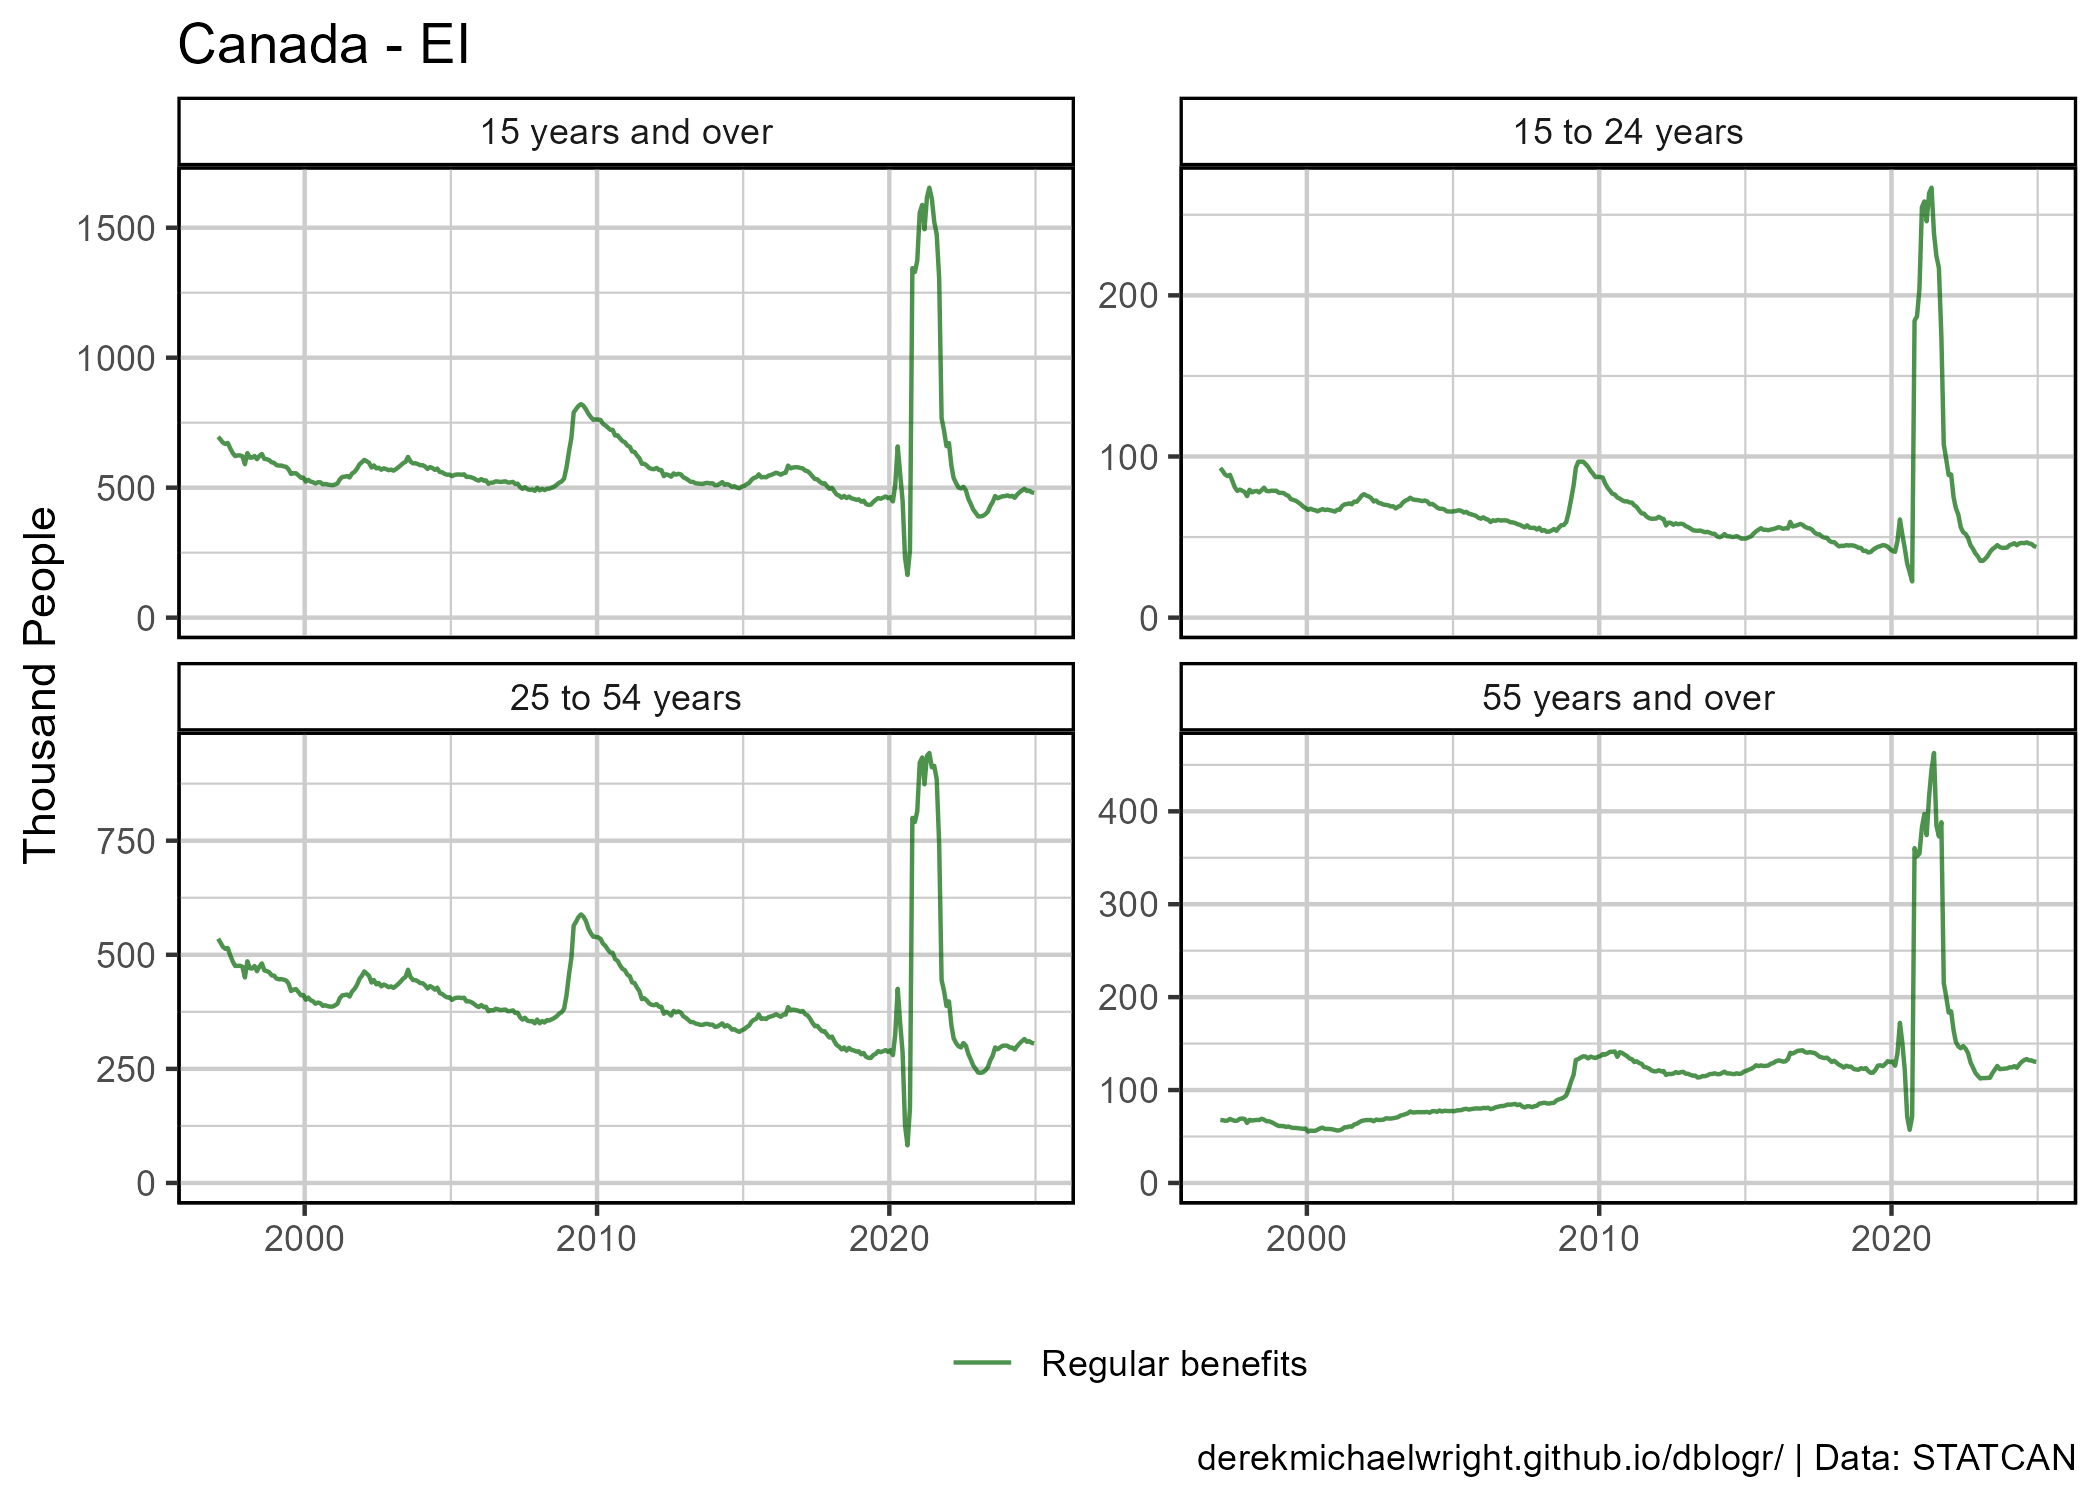 Canada - EI
15 years and over
15 to 24 years
1500
1000
500
0
200
100
0
25 to 54 years
55 years and over
750
500
250
0
400
300
200
100
0
2000
2010
2020
2000
2010
2020
Thousand People
Regular benefits
derekmichaelwright.github.io/dblogr/ | Data: STATCAN